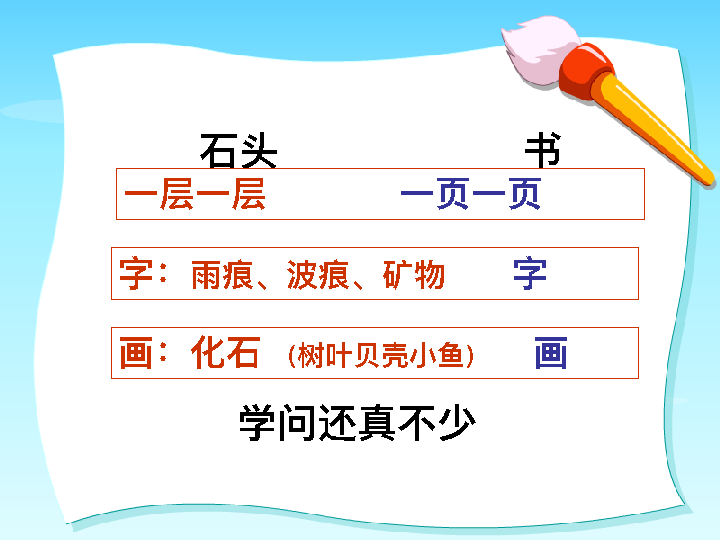 石头 书
一层一层 一页一页
字：雨痕、波痕、矿物 字
画：化石 (树叶贝壳小鱼) 画
学问还真不少